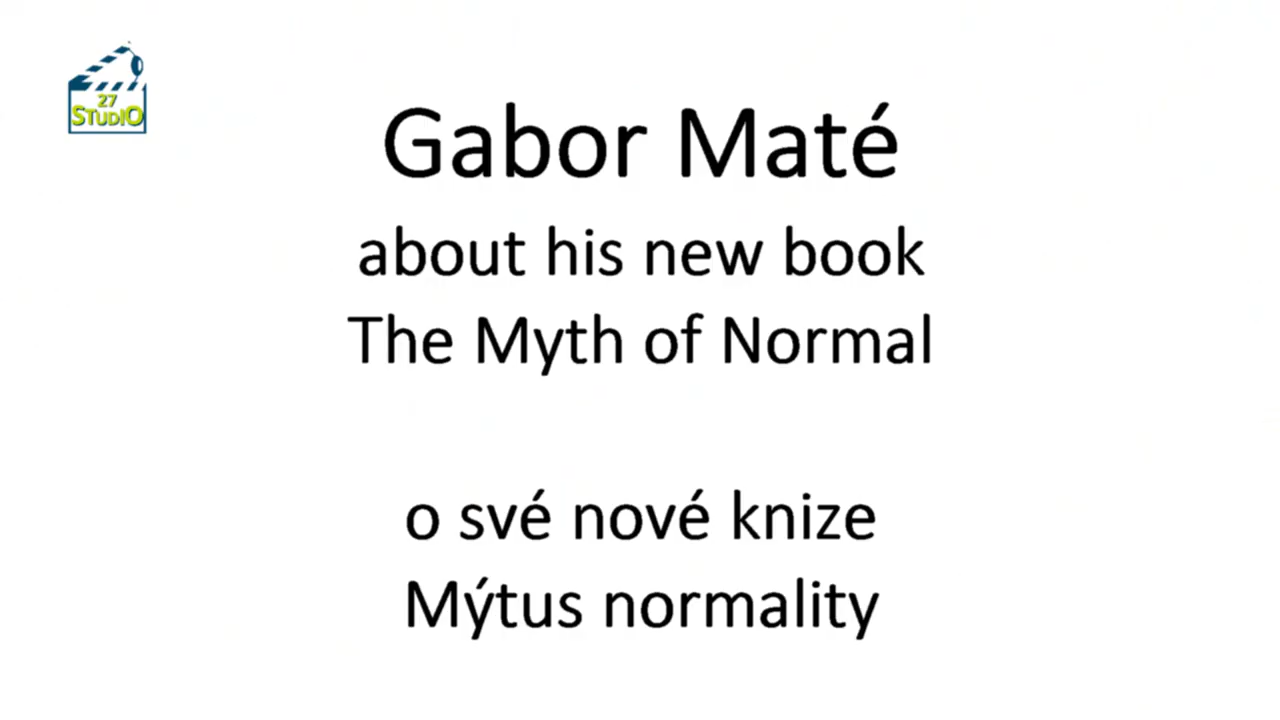 27
STUDIO
Gabor Maté
about his new book
The Myth of Normal
o své nové knize
Mýtus normality